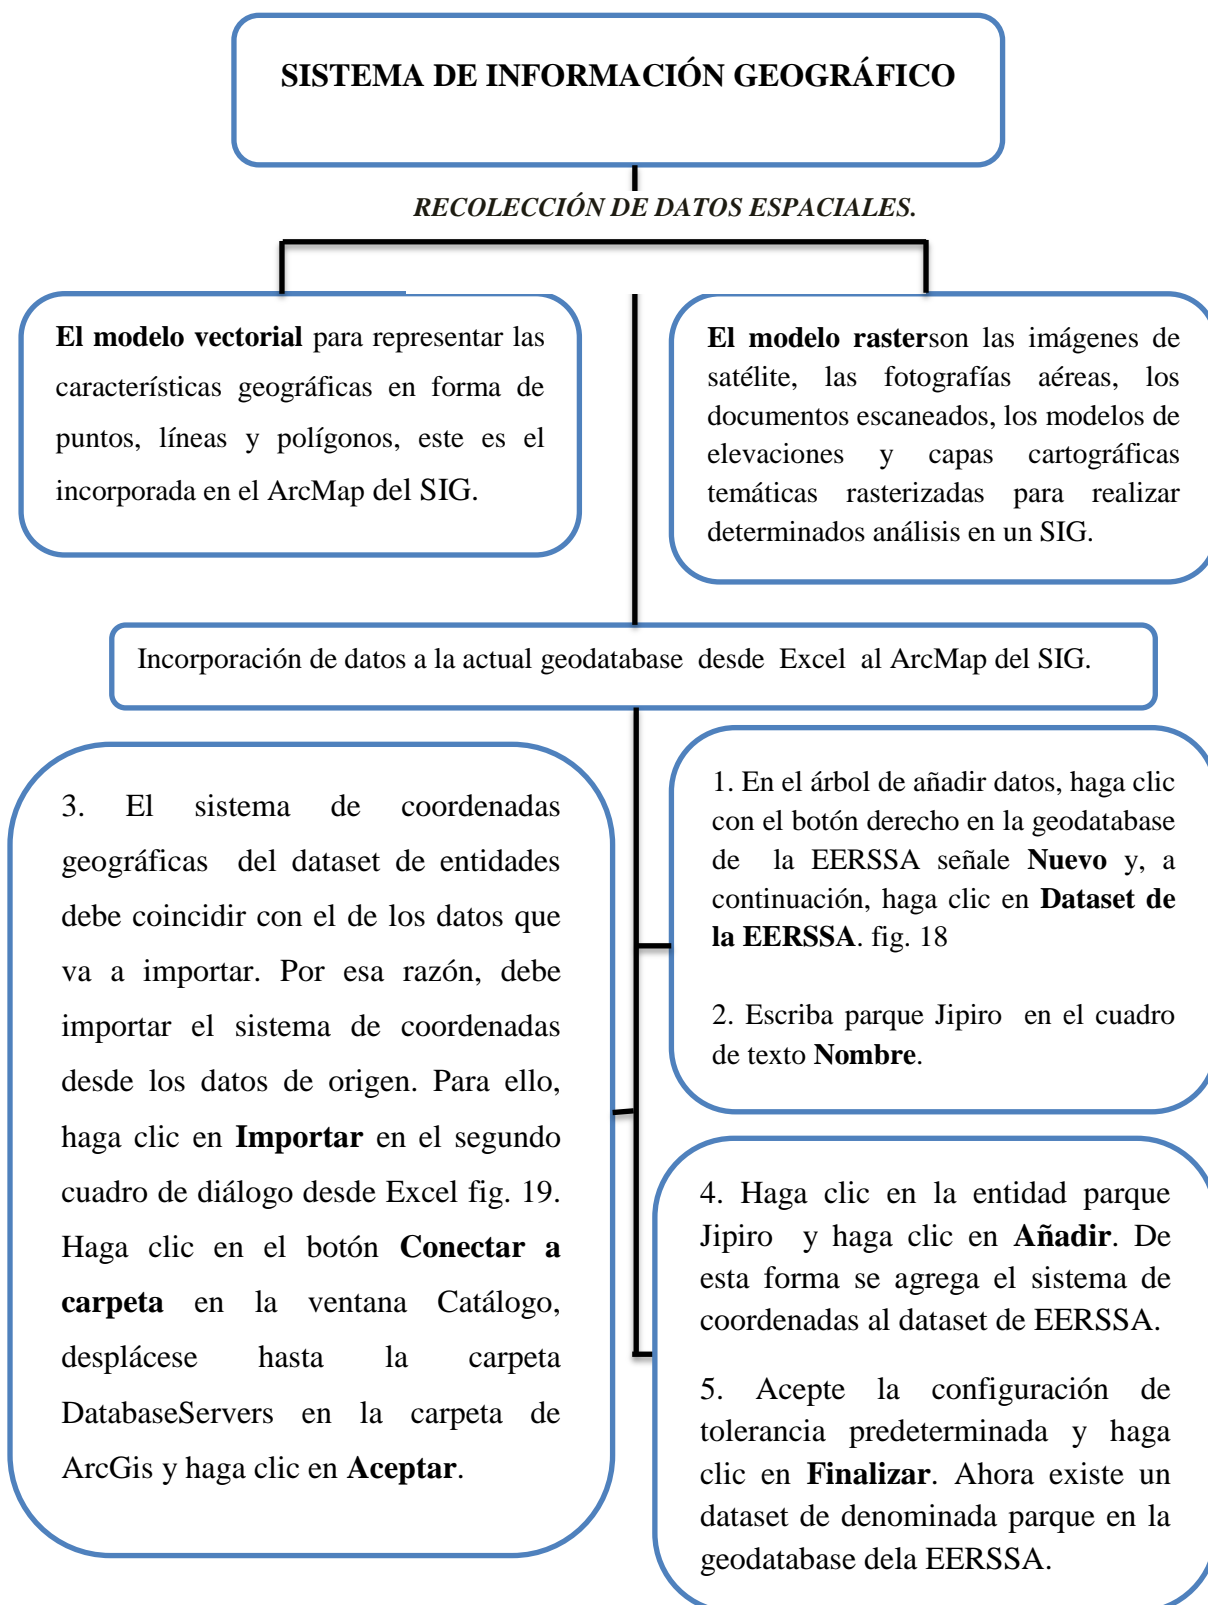 SISTEMA DE INFORMACIÓN GEOGRÁFICO
RECOLECCIÓN DE DATOS ESPACIALES.
El modelo vectorial para representar las
características geográficas en forma de
puntos, líneas y polígonos, este es el
incorporada en el ArcMap del SIG.
El modelo rasterson las imágenes de
satélite, las fotografías aéreas, los
documentos escaneados, los modelos de
elevaciones y capas cartográficas
temáticas rasterizadas para realizar
determinados análisis en un SIG.
Incorporación de datos a la actual geodatabase desde Excel al ArcMap del SIG.
1. En el árbol de añadir datos, haga clic
con el botón derecho en la geodatabase
de la EERSSA señale Nuevo y, a
continuación, haga clic en Dataset de
la EERSSA. fig. 18
2. Escriba parque Jipiro en el cuadro
de texto Nombre.
3. El sistema de coordenadas
geográficas del dataset de entidades
debe coincidir con el de los datos que
va a importar. Por esa razón, debe
importar el sistema de coordenadas
desde los datos de origen. Para ello,
haga clic en Importar en el segundo
cuadro de diálogo desde Excel fig. 19.
Haga clic en el botón Conectar a
carpeta en la ventana Catálogo,
desplácese hasta la carpeta
DatabaseServers en la carpeta de
ArcGis y haga clic en Aceptar.
4. Haga clic en la entidad parque
Jipiro y haga clic en Añadir. De
esta forma se agrega el sistema de
coordenadas al dataset de EERSSA.
5. Acepte la configuración de
tolerancia predeterminada y haga
clic en Finalizar. Ahora existe un
dataset de denominada parque en la
geodatabase dela EERSSA.